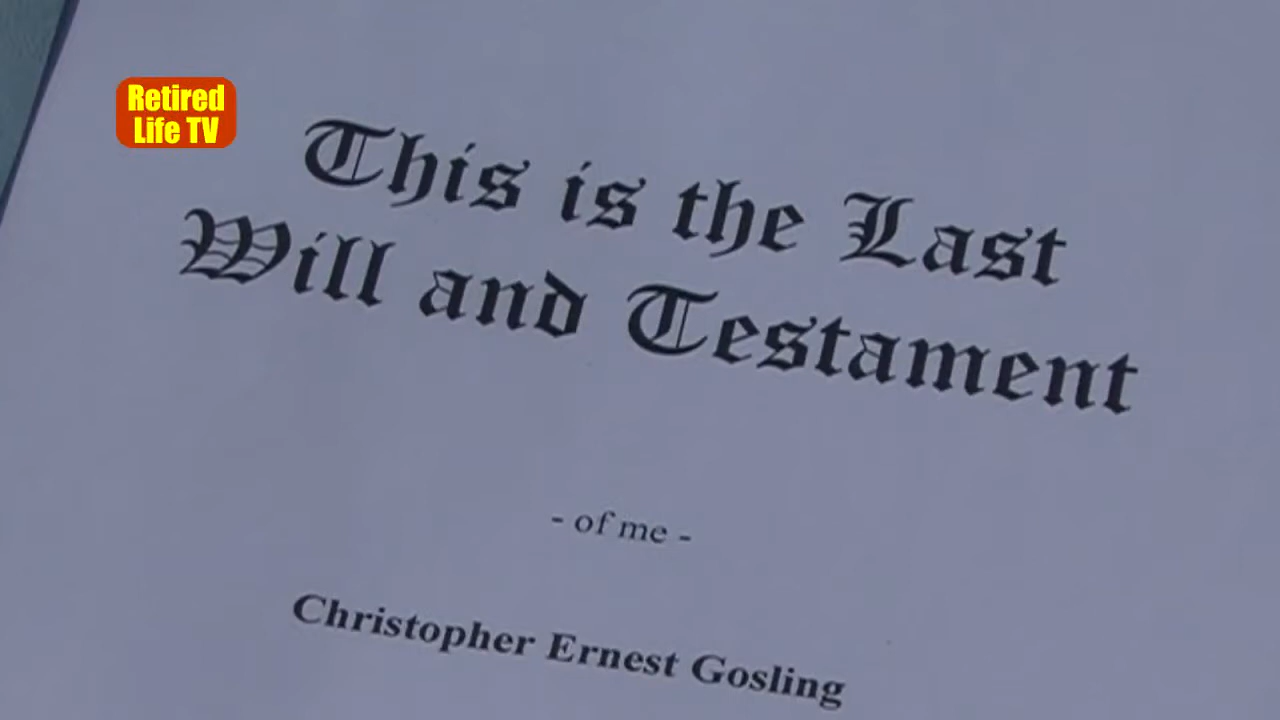 Retired
Life TV
This is the Last
Will and Testament
- of me -
Christopher Ernest Gosling